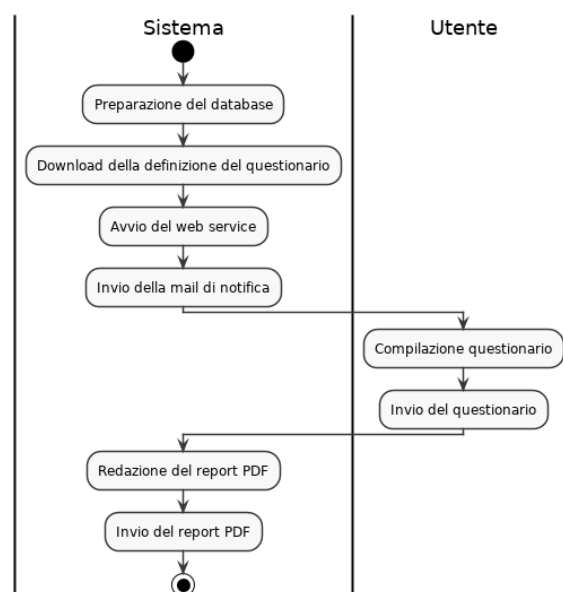 Sistema
Utente
Preparazione del database
Download della definizione del questionario
Avvio del web service
Invio della mail di notifica
Compilazione questionario
Invio del questionario
Redazione del report PDF
Invio del report PDF